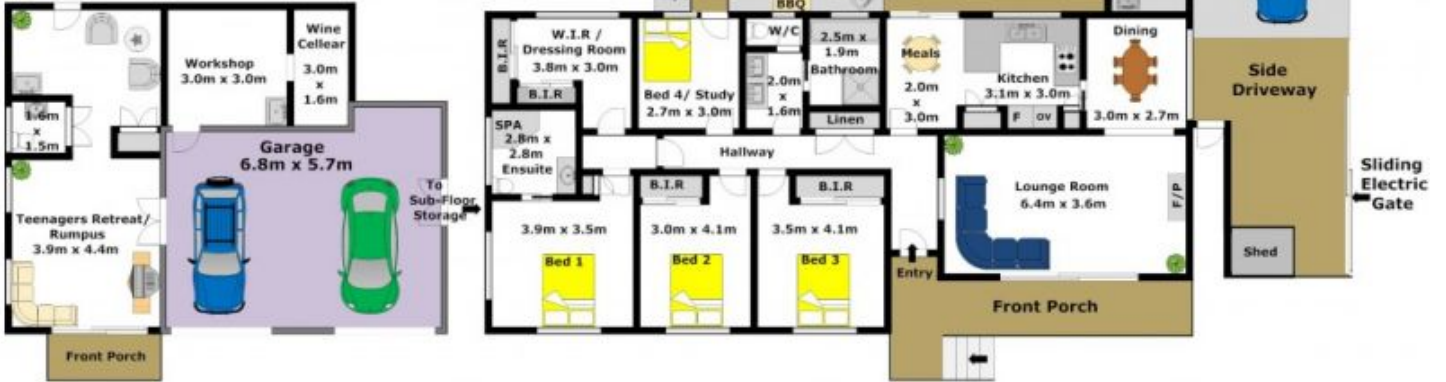 Workshop
3.0m x 3.0m
Wine
Cellear
3.0m
x
1.6m
1.6m
x
1.5m
Garage
6.8m x 5.7m
Teenagers Retreat/
Rumpus
3.9m x 4.4m
To
Sub-Floor
Storage
Front Porch
BBQ
B.I.R
W.I.R /
Dressing Room
3.8m x 3.0m
B.I.R
Bed 4/ Study
2.7m x 3.0m
W/C
2.0m
x
1.6m
2.5m x
1.9m
Bathroom
Linen
Meals
2.0m
x
3.0m
Kitchen
3.1m x 3.0m
F
OV
Dining
3.0m x 2.7m
SPA
2.8m x
2.8m
Ensuite
Hallway
B.I.R
B.I.R
3.9m x 3.5m
Bed 1
3.0m x 4.1m
Bed 2
3.5m x 4.1m
Bed 3
Lounge Room
6.4m x 3.6m
F/P
Entry
Front Porch
Side
Driveway
Shed
Sliding
Electric
Gate